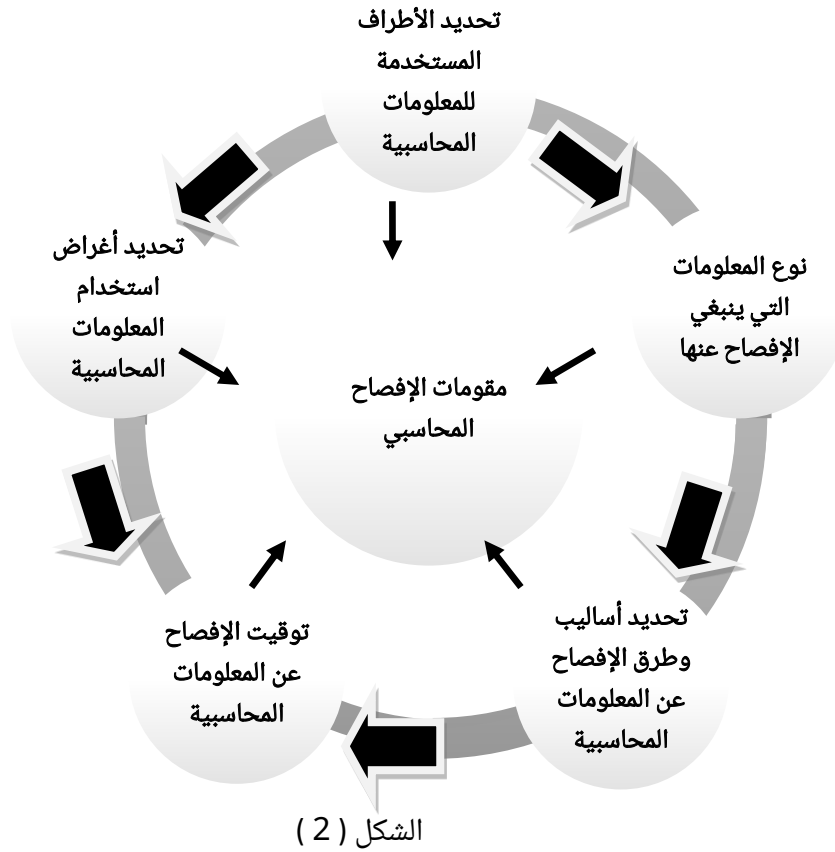 تحديد الأطراف
المستخدمة
للمعلومات
المحاسبية
نوع المعلومات
التي ينبغي
الإفصاح عنها
تحديد أغراض
استخدام
المعلومات
المحاسبية
مقومات الإفصاح
المحاسبي
تحديد أساليب
وطرق الإفصاح
عن المعلومات
المحاسبية
توقيت الإفصاح
عن المعلومات
المحاسبية
الشكل ( 2 )